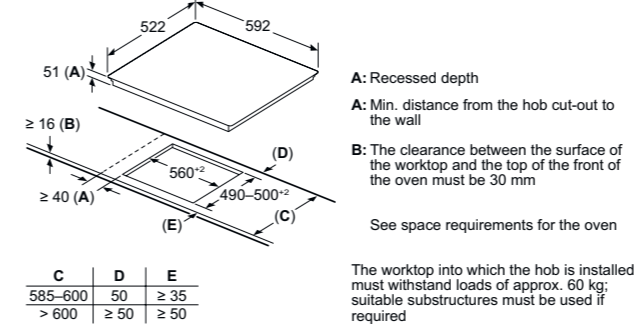 522
592
51 (A)
A: Recessed depth
A: Min. distance from the hob cut-out to
the wall
≥ 16 (B)
B: The clearance between the surface of
the worktop and the top of the front of
the oven must be 30 mm
(D)
560⁺²
490–500⁺²
≥ 40 (A)
(C)
(E)
See space requirements for the oven
C D E
585–600 50 ≥ 35
> 600 ≥ 50 ≥ 50
The worktop into which the hob is installed
must withstand loads of approx. 60 kg;
suitable substructures must be used if
required